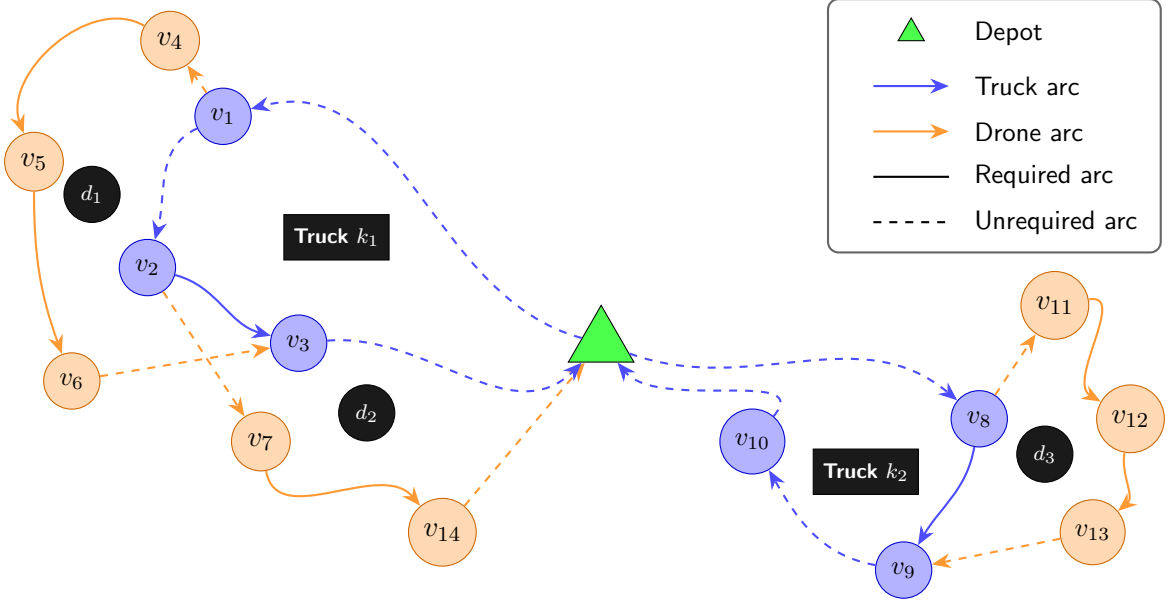 Depot
Truck arc
Drone arc
Required arc
Unrequired arc
v4
v1
v5
d1
Truck k1
v2
v3
v6
d2
v7
v14
v11
v8
v12
v10
d3
Truck k2
v13
v9